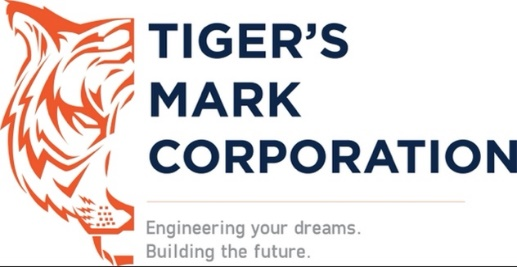 TIGER'S
MARK
CORPORATION
Engineering your dreams.
Building the future.